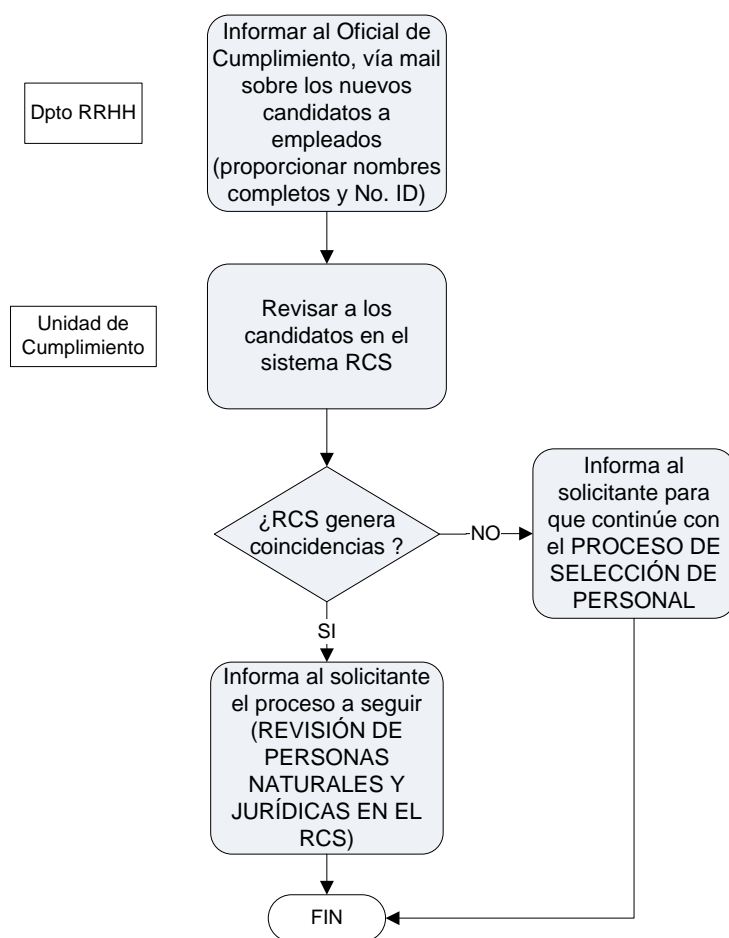 Informar al Oficial de
Cumplimiento, vía mail
sobre los nuevos
candidatos a
empleados
(proporcionar nombres
completos y No. ID)
Dpto RRHH
Revisar a los
candidatos en el
sistema RCS
Unidad de
Cumplimiento
¿RCS genera
coincidencias ?
NO
Informa al
solicitante para
que continúe con
el PROCESO DE
SELECCIÓN DE
PERSONAL
SI
Informa al solicitante
el proceso a seguir
(REVISIÓN DE
PERSONAS
NATURALES Y
JURÍDICAS EN EL
RCS)
FIN